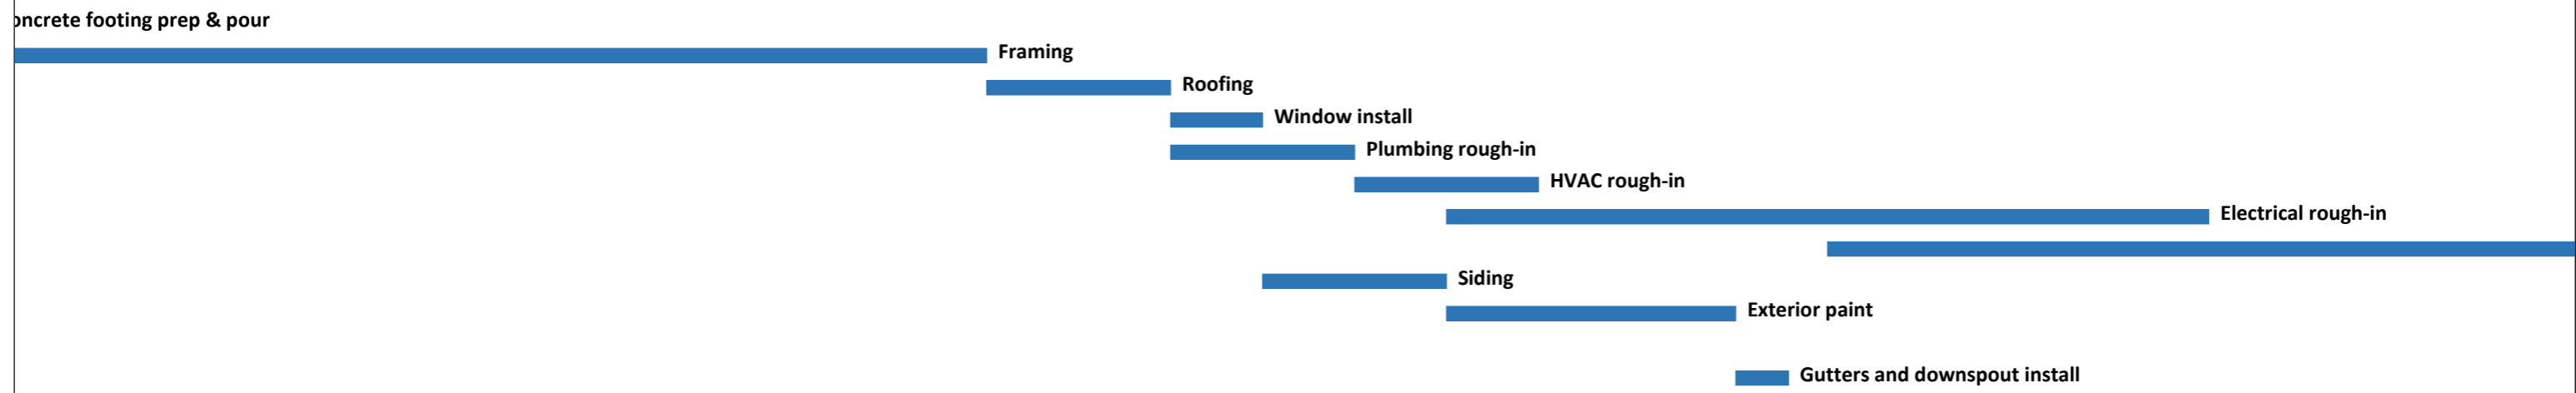 oncrete footing prep & pour
Framing
Roofing
Window install
Plumbing rough-in
HVAC rough-in
Electrical rough-in
Siding
Exterior paint
Gutters and downspout install